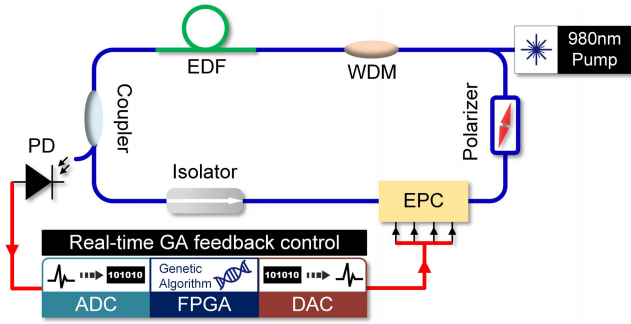 EDF
WDM
980nm
Pump
Coupler
Polarizer
PD
Isolator
EPC
Real-time GA feedback control
101010
Genetic
Algorithm
101010
ADC
FPGA
DAC